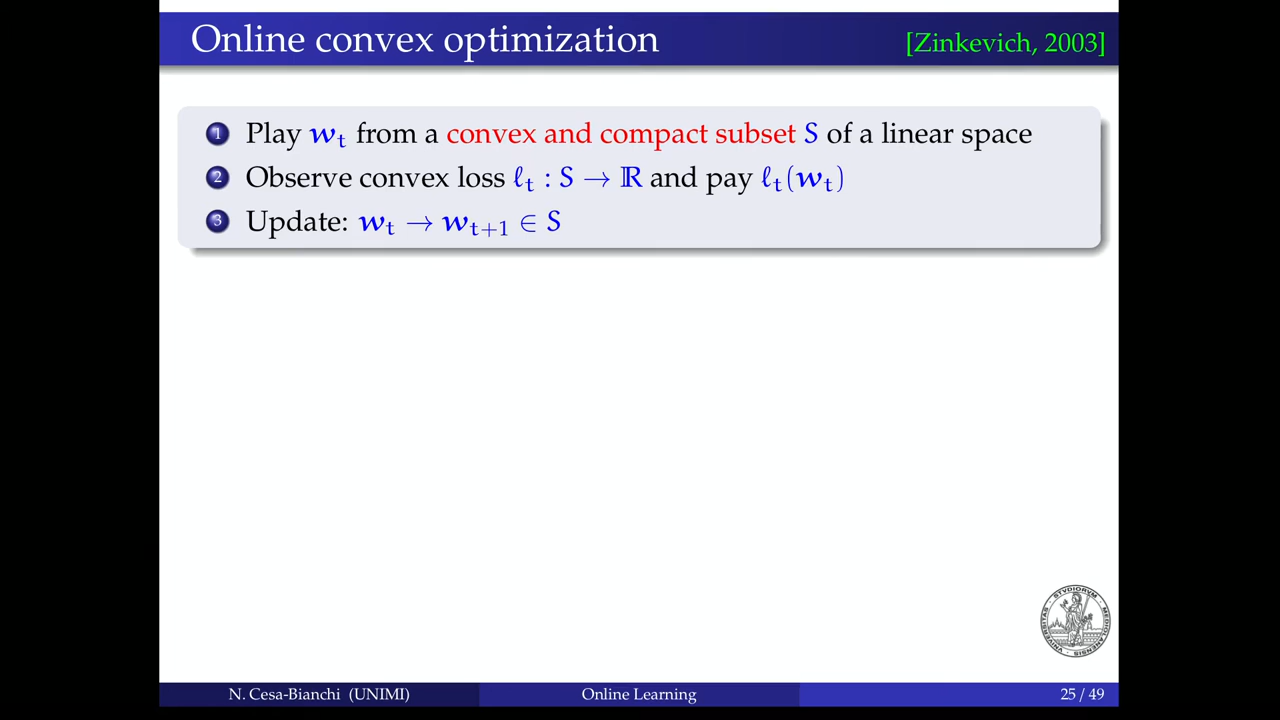 Online convex optimization [Zinkevich, 2003]
1 Play wₜ from a convex and compact subset S of a linear space
2 Observe convex loss ℓₜ : S → ℝ and pay ℓₜ(wₜ)
3 Update: wₜ → wₜ₊₁ ∈ S
N. Cesa-Bianchi (UNIMI) Online Learning 25 / 49